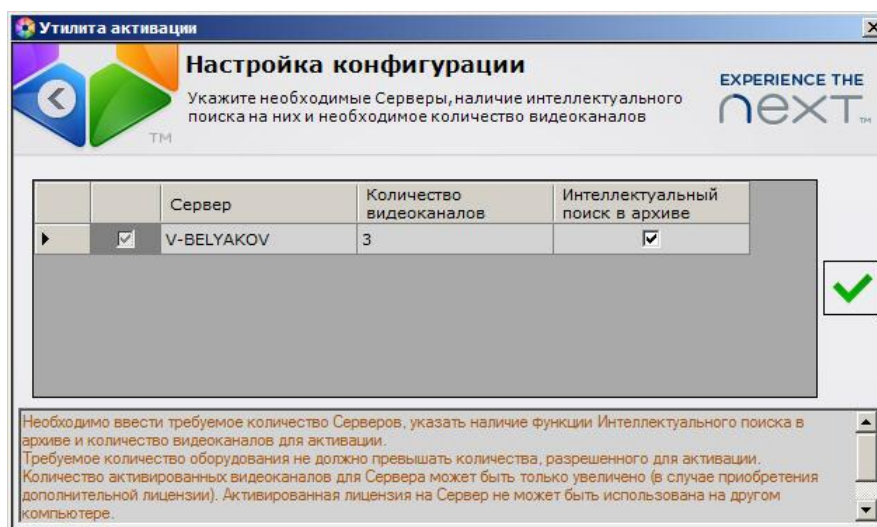 Утилита активации
Настройка конфигурации
Укажите необходимые Серверы, наличие интеллектуального
поиска на них и необходимое количество видеоканалов
EXPERIENCE THE
next™
TM
Сервер
Количество
видеоканалов
Интеллектуальный
поиск в архиве
V-BELYAKOV
3
Необходимо ввести требуемое количество Серверов, указать наличие функции Интеллектуального поиска в
архиве и количество видеоканалов для активации.
Требуемое количество оборудования не должно превышать количества, разрешенного для активации.
Количество активированных видеоканалов для Сервера может быть только увеличено (в случае приобретения
дополнительной лицензии). Активированная лицензия на Сервер не может быть использована на другом
компьютере.